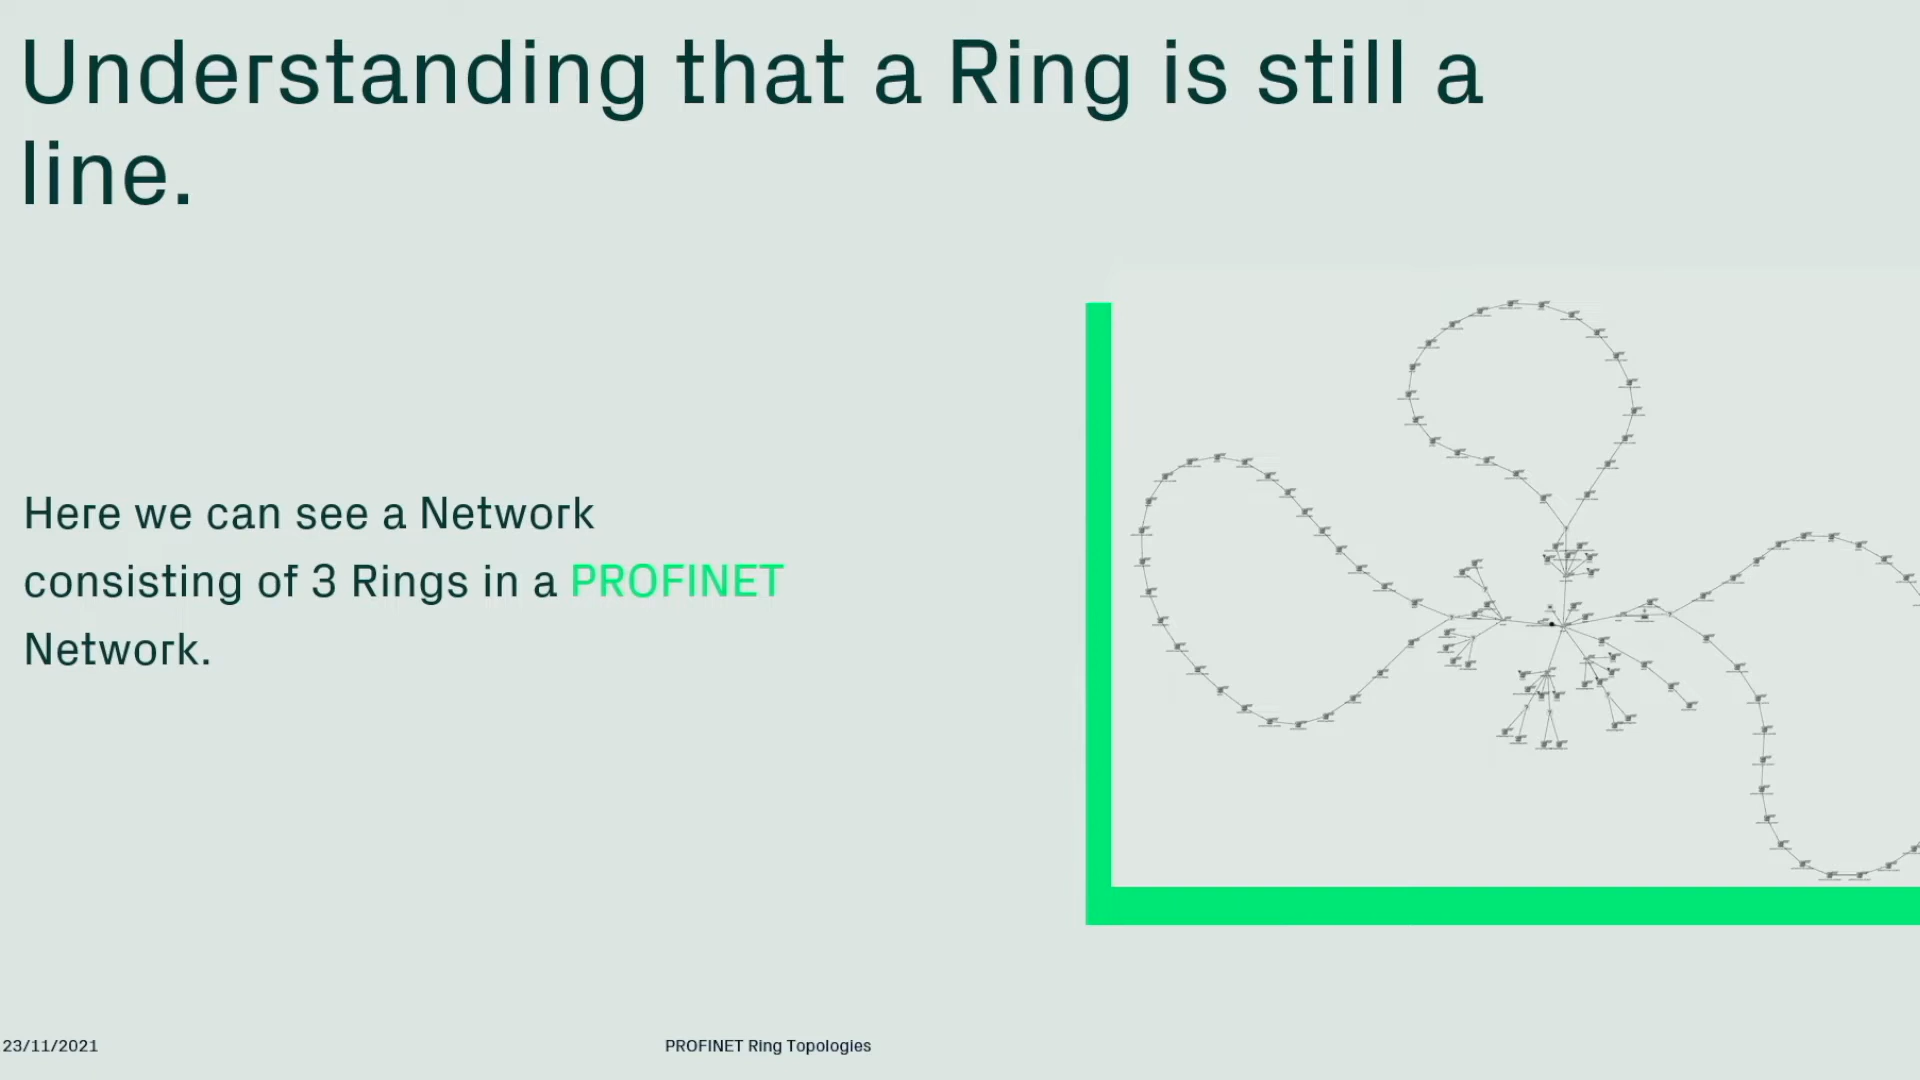 Understanding that a Ring is still a
line.
Here we can see a Network
consisting of 3 Rings in a PROFINET
Network.
23/11/2021
PROFINET Ring Topologies